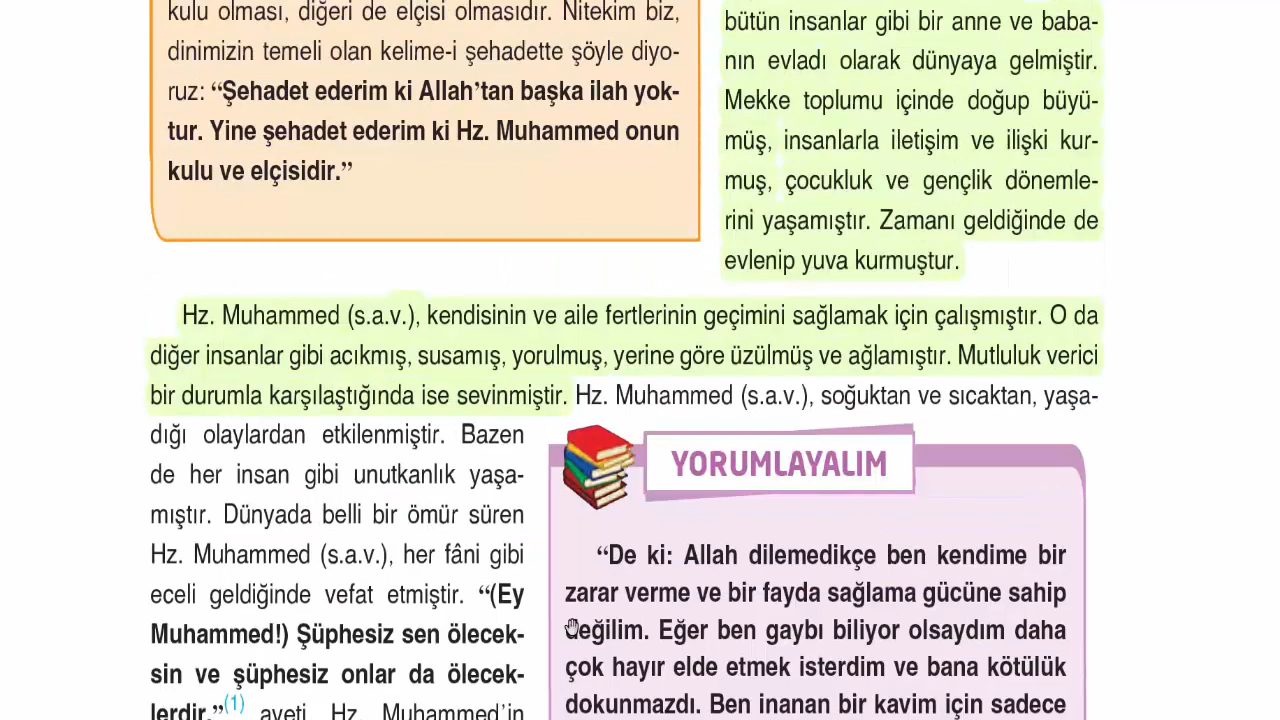 kulu olması, diğeri de elçisi olmasıdır. Nitekim biz,
dinimizin temeli olan kelime-i şehadette şöyle diyo-
ruz: “Şehadet ederim ki Allah’tan başka ilah yok-
tur. Yine şehadet ederim ki Hz. Muhammed onun
kulu ve elçisidir.”
bütün insanlar gibi bir anne ve baba-
nın evladı olarak dünyaya gelmiştir.
Mekke toplumu içinde doğup büyü-
müş, insanlarla iletişim ve ilişki kur-
muş, çocukluk ve gençlik dönemle-
rini yaşamıştır. Zamanı geldiğinde de
evlenip yuva kurmuştur.
Hz. Muhammed (s.a.v.), kendisinin ve aile fertlerinin geçimini sağlamak için çalışmıştır. O da
diğer insanlar gibi acıkmış, susamış, yorulmuş, yerine göre üzülmüş ve ağlamıştır. Mutluluk verici
bir durumla karşılaştığında ise sevinmiştir. Hz. Muhammed (s.a.v.), soğuktan ve sıcaktan, yaşa-
dığı olaylardan etkilenmiştir. Bazen
de her insan gibi unutkanlık yaşa-
mıştır. Dünyada belli bir ömür süren
Hz. Muhammed (s.a.v.), her fâni gibi
eceli geldiğinde vefat etmiştir. “(Ey
Muhammed!) Şüphesiz sen ölecek-
sin ve şüphesiz onlar da ölecek-
lerdir.”(1) ayeti, Hz. Muhammed’in
YORUMLAYALIM
“De ki: Allah dilemedikçe ben kendime bir
zarar verme ve bir fayda sağlama gücüne sahip
değilim. Eğer ben gaybı biliyor olsaydım daha
çok hayır elde etmek isterdim ve bana kötülük
dokunmazdı. Ben inanan bir kavim için sadece